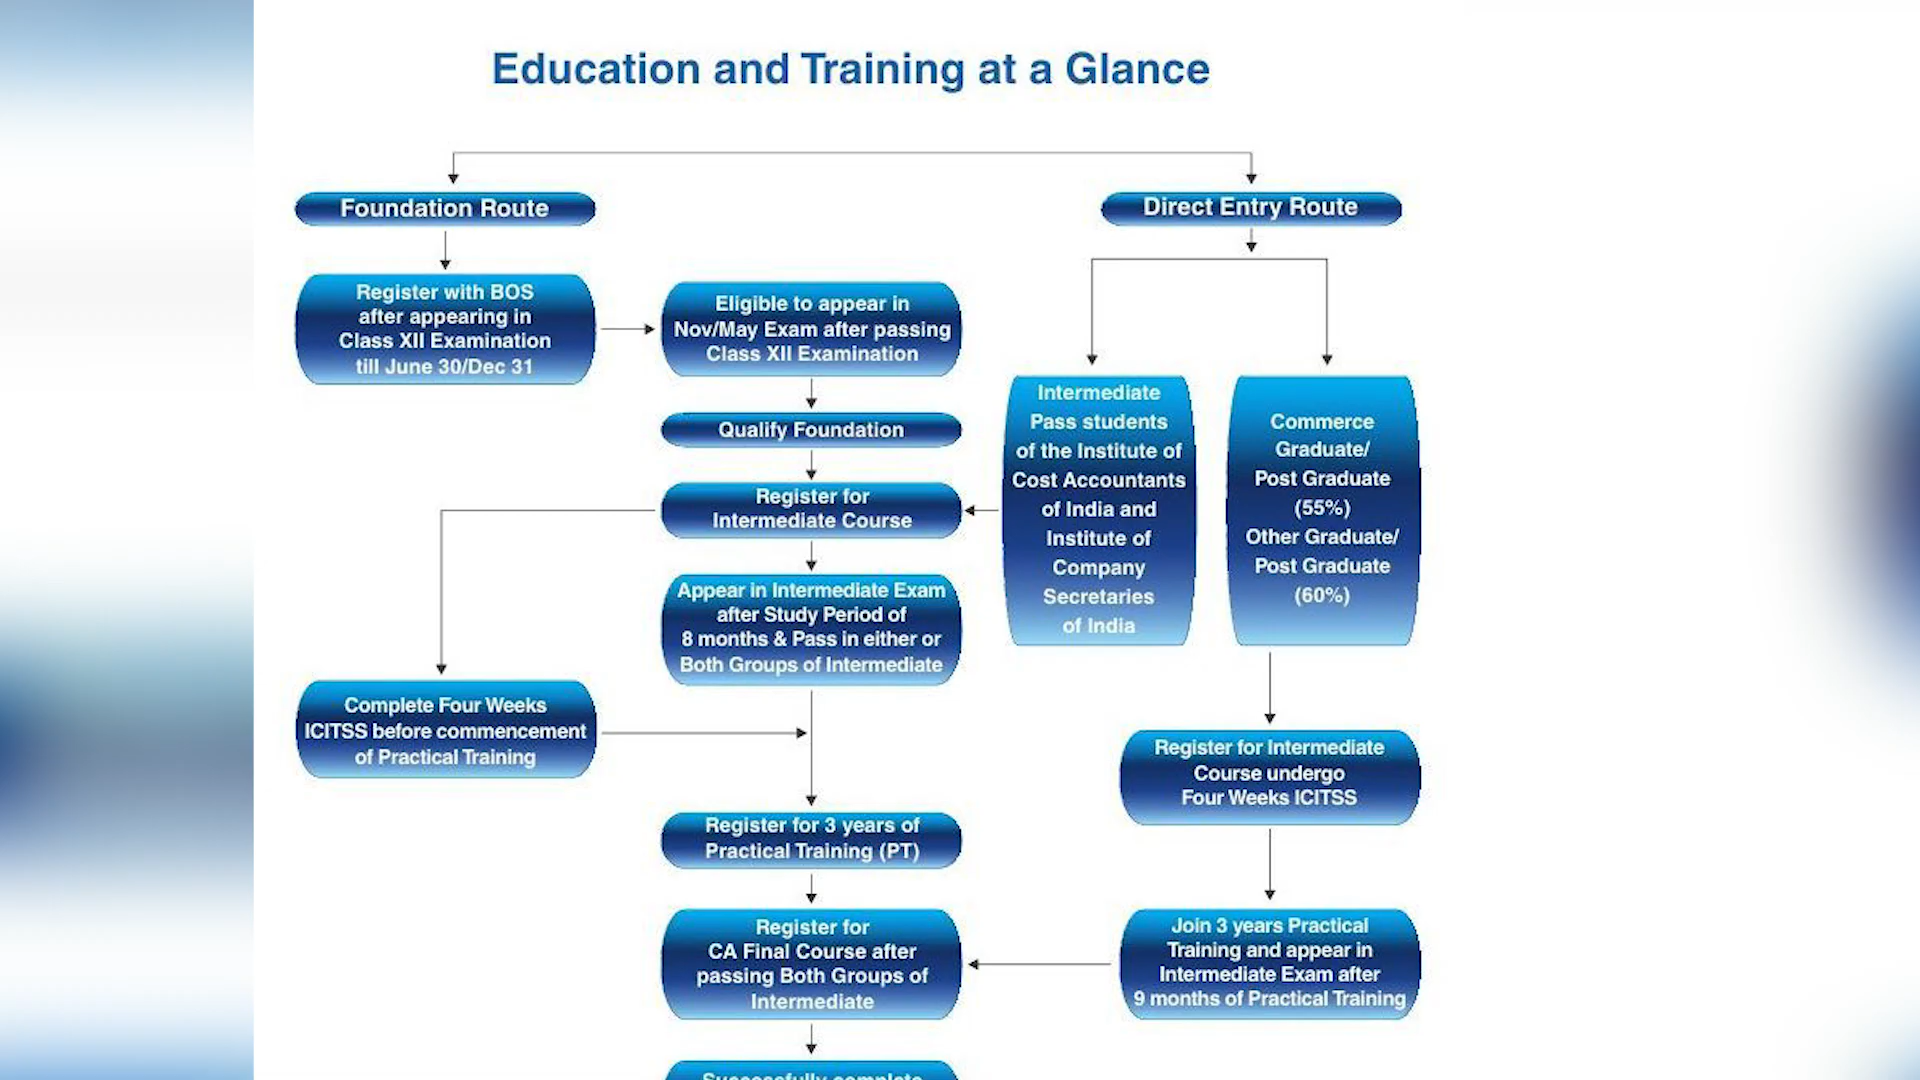 Education and Training at a Glance
Foundation Route
Direct Entry Route
Register with BOS
after appearing in
Class XII Examination
till June 30/Dec 31
Eligible to appear in
Nov/May Exam after passing
Class XII Examination
Qualify Foundation
Register for
Intermediate Course
Appear in Intermediate Exam
after Study Period of
8 months & Pass in either or
Both Groups of Intermediate
Intermediate
Pass students
of the Institute of
Cost Accountants
of India and
Institute of
Company
Secretaries
of India
Commerce
Graduate/
Post Graduate
(55%)
Other Graduate/
Post Graduate
(60%)
Complete Four Weeks
ICITSS before commencement
of Practical Training
Register for Intermediate
Course undergo
Four Weeks ICITSS
Register for 3 years of
Practical Training (PT)
Register for
CA Final Course after
passing Both Groups of
Intermediate
Join 3 years Practical
Training and appear in
Intermediate Exam after
9 months of Practical Training
Successfully complete